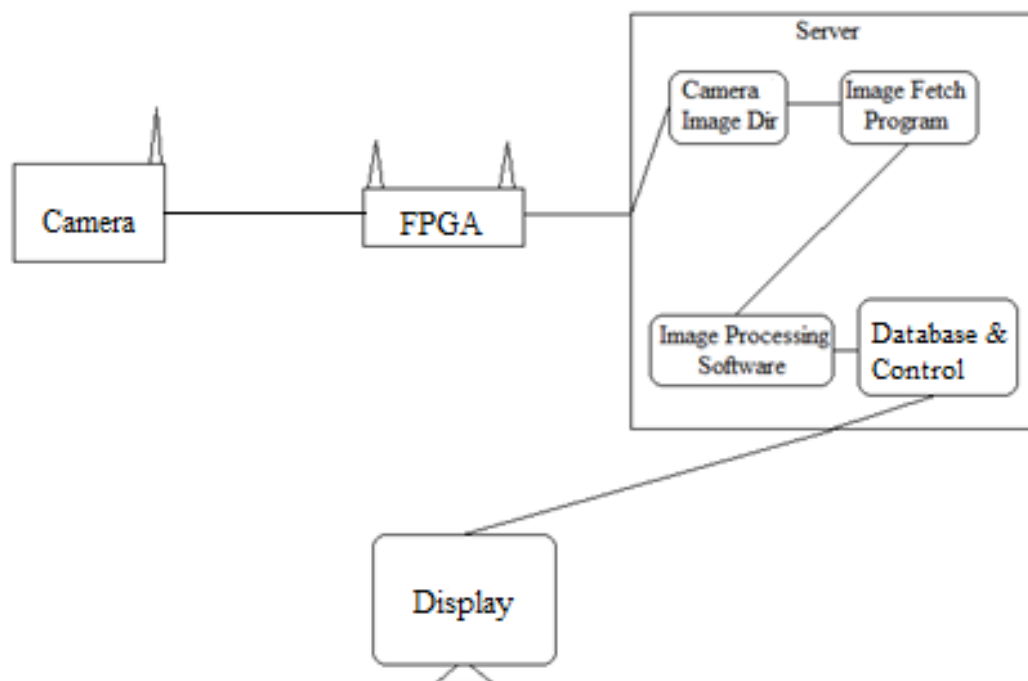 Server
Camera
Image Dir
Image Fetch
Program
Camera
FPGA
Image Processing
Software
Database &
Control
Display